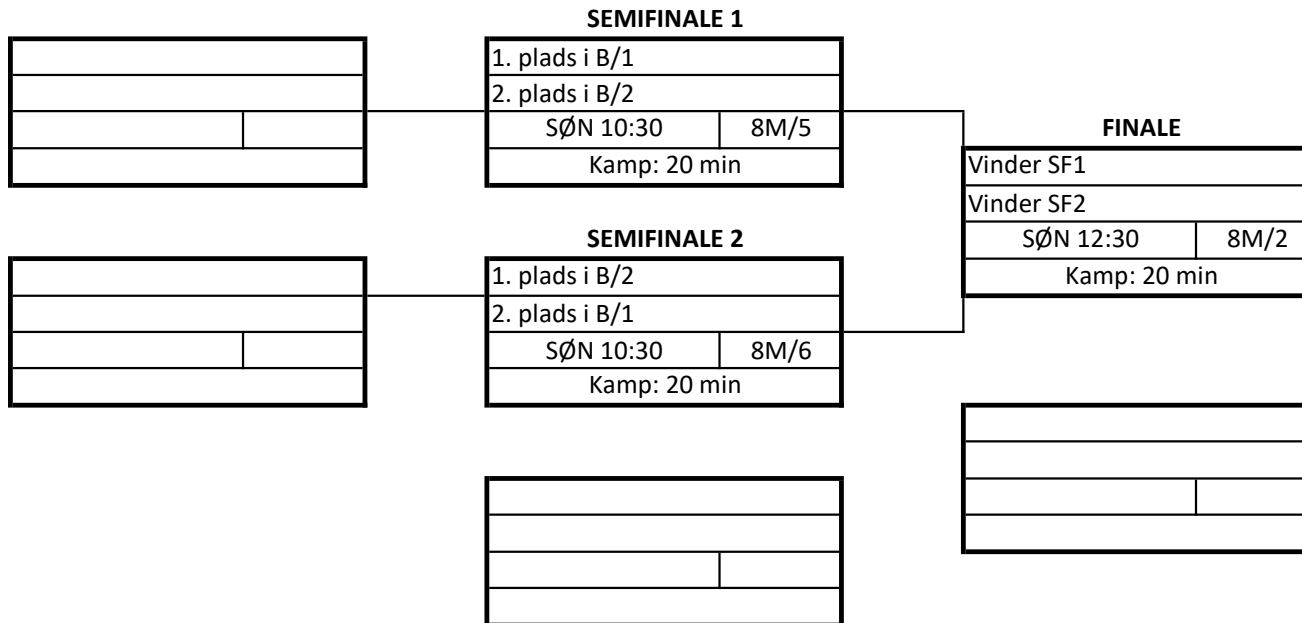 SEMIFINALE 1
1. plads i B/1
2. plads i B/2
SØN 10:30 8M/5
Kamp: 20 min
SEMIFINALE 2
1. plads i B/2
2. plads i B/1
SØN 10:30 8M/6
Kamp: 20 min
FINALE
Vinder SF1
Vinder SF2
SØN 12:30 8M/2
Kamp: 20 min